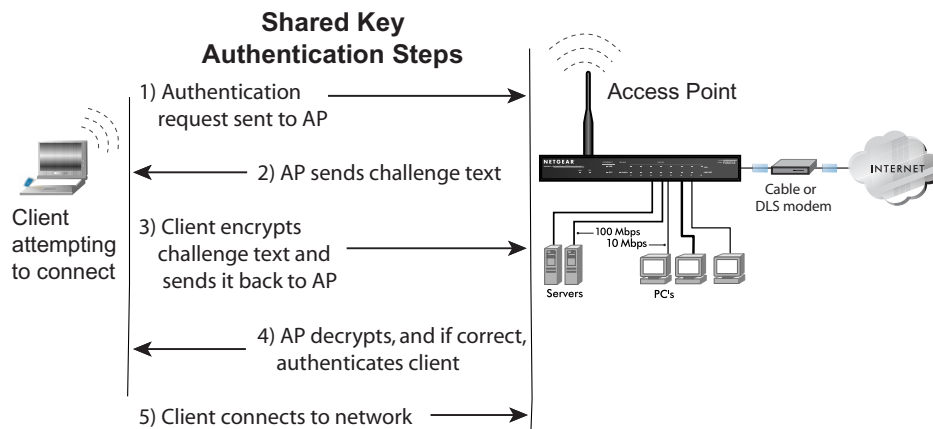 Shared Key
Authentication Steps
1) Authentication
request sent to AP
Access Point
2) AP sends challenge text
NETGEAR
INTERNET
Cable or
DLS modem
Client
attempting
to connect
3) Client encrypts
challenge text and
sends it back to AP
100 Mbps
10 Mbps
Servers
PC's
4) AP decrypts, and if correct,
authenticates client
5) Client connects to network